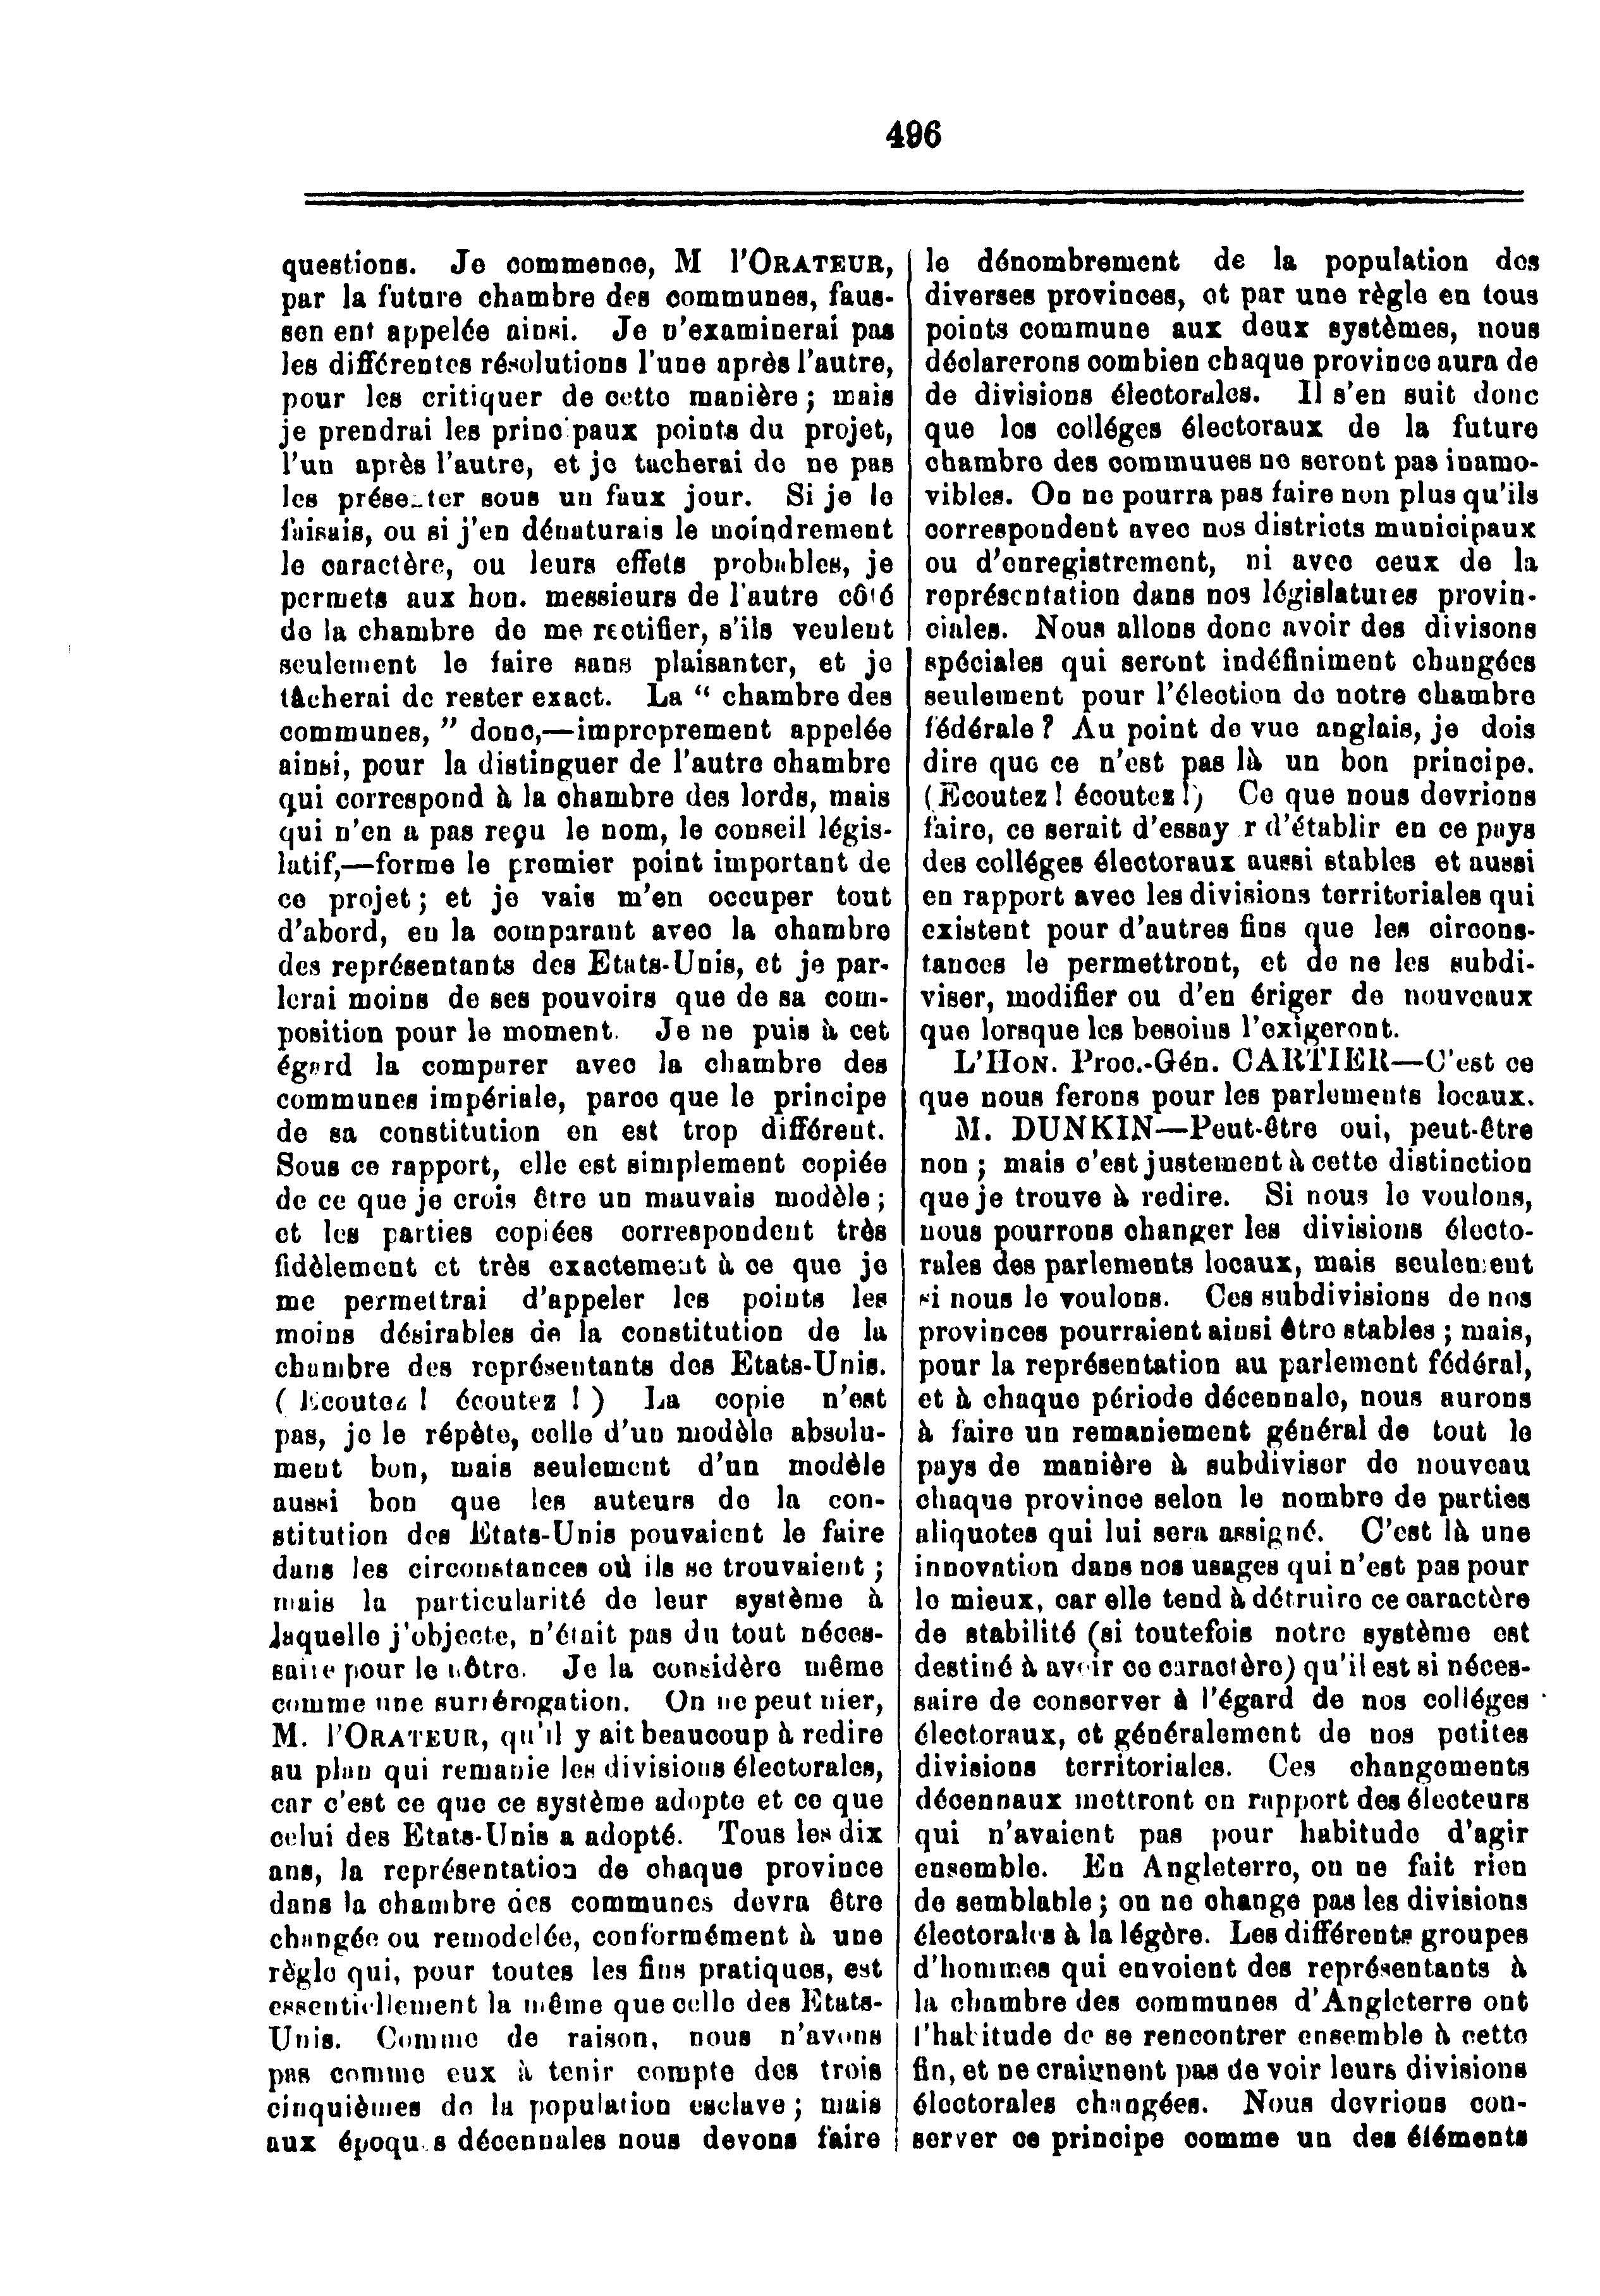 496
questions. Je commence, M l'ORATEUR,
par la future chambre des communes, faus-
sement appelée ainsi. Je n'examinerai pas
les différentes résolutions l'une après l'autre,
pour les critiquer de cette manière; mais
je prendrai les principaux points du projet,
l'un après l'autre, et je tacherai de ne pas
les présenter sous un faux jour. Si je le
faisais, ou si j'en dénaturais le moindrement
le caractère, ou leurs effets probables, je
permets aux hon. messieurs de l'autre côté
de la chambre de me rectifier, s'ils veulent
seulement le faire sans plaisanter, et je
tâcherai de rester exact. La “ chambre des
communes, ” donc,—improprement appelée
ainsi, pour la distinguer de l'autre chambre
qui correspond à la chambre des lords, mais
qui n'en a pas reçu le nom, le conseil légis-
latif,—forme le premier point important de
ce projet; et je vais m'en occuper tout
d'abord, en la comparant avec la chambre
des représentants des Etats-Unis, et je par-
lerai moins de ses pouvoirs que de sa com-
position pour le moment. Je ne puis à cet
égard la comparer avec la chambre des
communes impériale, parce que le principe
de sa constitution en est trop différent.
Sous ce rapport, elle est simplement copiée
de ce que je crois être un mauvais modèle;
et les parties copiées correspondent très
fidèlement et très exactement à ce que je
me permettrai d'appeler les points les
moins désirables de la constitution de la
chambre des représentants des Etats-Unis.
( Ecoutez ! écoutez ! ) La copie n'est
pas, je le répète, celle d'un modèle absolu-
ment bon, mais seulement d'un modèle
aussi bon que les auteurs de la con-
stitution des Etats-Unis pouvaient le faire
dans les circonstances où ils se trouvaient;
mais la particularité de leur système à
laquelle j'objecte, n'était pas du tout néces-
saire pour le nôtre. Je la considère même
comme une surérogation. On ne peut nier,
M. l'ORATEUR, qu'il y ait beaucoup à redire
au plan qui remanie les divisions électorales,
car c'est ce que ce système adopte et ce que
celui des Etats-Unis a adopté. Tous les dix
ans, la représentation de chaque province
dans la chambre des communes devra être
changée ou remodelée, conformément à une
règle qui, pour toutes les fins pratiques, est
essentiellement la même que celle des Etats-
Unis. Comme de raison, nous n'avons
pas comme eux à tenir compte des trois
cinquièmes de la population esclave; mais
aux époques décennales nous devons faire
le dénombrement de la population des
diverses provinces, et par une règle en tous
points commune aux deux systèmes, nous
déclarerons combien chaque province aura de
de divisions électorales. Il s'en suit donc
que les colléges électoraux de la future
chambre des communes ne seront pas inamo-
vibles. On ne pourra pas faire non plus qu'ils
correspondent avec nos districts municipaux
ou d'enregistrement, ni avec ceux de la
représentation dans nos législatures provin-
ciales. Nous allons donc avoir des divisons
spéciales qui seront indéfiniment changées
seulement pour l'élection de notre chambre
fédérale? Au point de vue anglais, je dois
dire que ce n'est pas là un bon principe.
(Ecoutez ! écoutez !) Ce que nous devrions
faire, ce serait d'essayer d'établir en ce pays
des colléges électoraux aussi stables et aussi
en rapport avec les divisions territoriales qui
existent pour d'autres fins que les circons-
tances le permettront, et de ne les subdi-
viser, modifier ou d'en ériger de nouveaux
que lorsque les besoins l'exigeront.
L'HON. Proc.-Gén. CARTIER—C'est ce
que nous ferons pour les parlements locaux.
M. DUNKIN—Peut-être oui, peut-être
non; mais c'est justement à cette distinction
que je trouve à redire. Si nous le voulons,
nous pourrons changer les divisions électo-
rales des parlements locaux, mais seulement
si nous le voulons. Ces subdivisions de nos
provinces pourraient ainsi être stables; mais,
pour la représentation au parlement fédéral,
et à chaque période décennale, nous aurons
à faire un remaniement général de tout le
pays de manière à subdiviser de nouveau
chaque province selon le nombre de parties
aliquotes qui lui sera assigné. C'est là une
innovation dans nos usages qui n'est pas pour
le mieux, car elle tend à détruire ce caractère
de stabilité (si toutefois notre système est
destiné à avoir ce caractère) qu'il est si néces-
saire de conserver à l'égard de nos colléges
électoraux, et généralement de nos petites
divisions territoriales. Ces changements
décennaux mettront en rapport des électeurs
qui n'avaient pas pour habitude d'agir
ensemble. En Angleterre, on ne fait rien
de semblable; on ne change pas les divisions
électorales à la légère. Les différents groupes
d'hommes qui envoient des représentants à
la chambre des communes d'Angleterre ont
l'habitude de se rencontrer ensemble à cette
fin, et ne craignent pas de voir leurs divisions
électorales changées. Nous devrions con-
server ce principe comme un des éléments